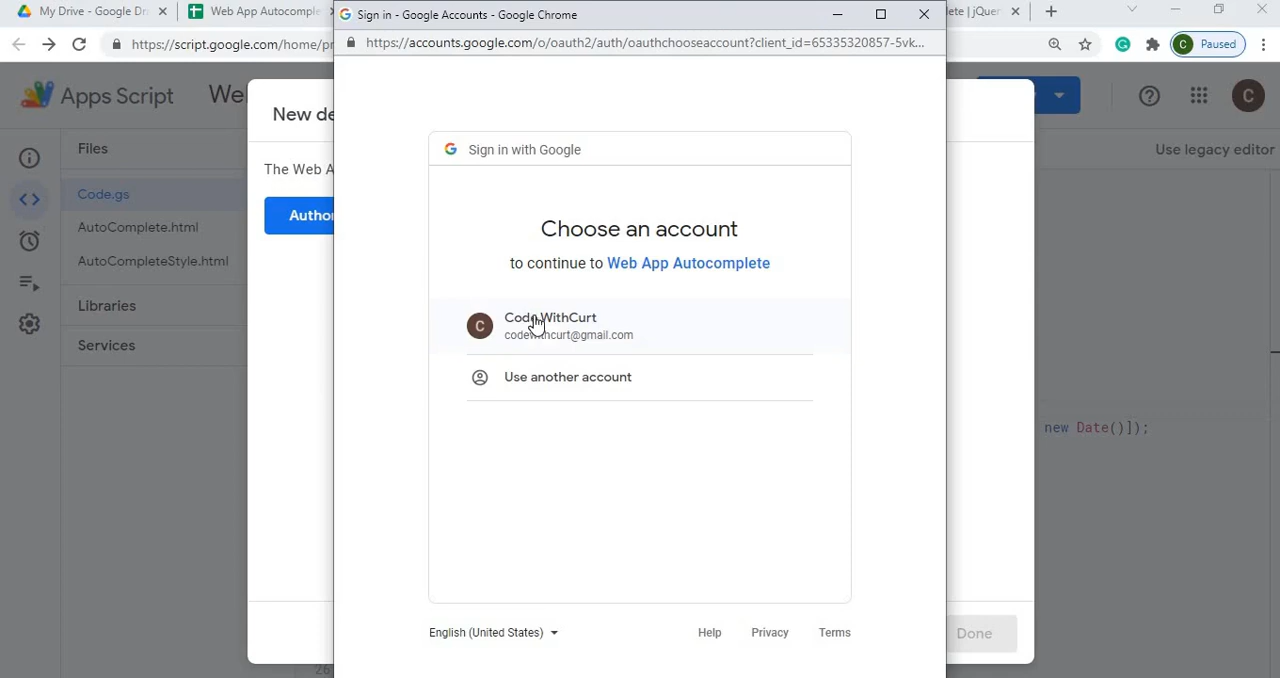 My Drive - Google Dr
Web App Autocomplete
Sign in - Google Accounts - Google Chrome
lete | jQuer
https://script.google.com/home/pr
https://accounts.google.com/o/oauth2/auth/oauthchooseaccount?client_id=65335320857-5vk...
C
Paused
Apps Script
We
C
New de
Files
Sign in with Google
Use legacy editor
The Web A
Code.gs
Author
Choose an account
AutoComplete.html
to continue to Web App Autocomplete
AutoCompleteStyle.html
Libraries
C
CodeWithCurt
codewithcurt@gmail.com
Services
Use another account
new Date()]);
English (United States)
Help
Privacy
Terms
Done
26